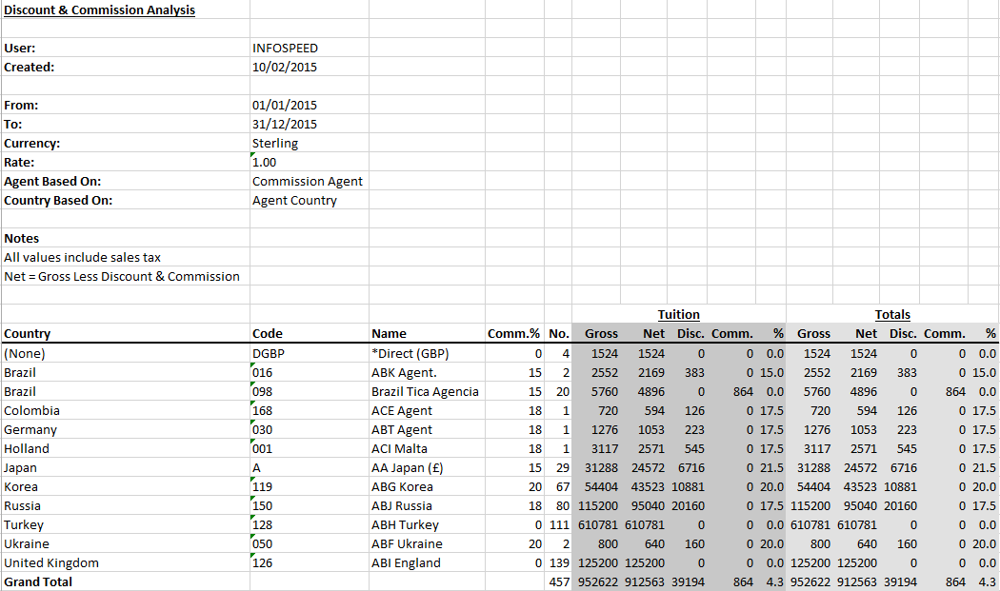 Discount & Commission Analysis
User: INFOSPEED
Created: 10/02/2015
From: 01/01/2015
To: 31/12/2015
Currency: Sterling
Rate: 1.00
Agent Based On: Commission Agent
Country Based On: Agent Country
Notes
All values include sales tax
Net = Gross Less Discount & Commission
Tuition Totals
Country Code Name Comm.% No. Gross Net Disc. Comm. % Gross Net Disc. Comm. %
(None) DGBP *Direct (GBP) 0 4 1524 1524 0 0 0.0 1524 1524 0 0 0.0
Brazil 016 ABK Agent. 15 2 2552 2169 383 0 15.0 2552 2169 383 0 15.0
Brazil 098 Brazil Tica Agencia 15 20 5760 4896 0 864 0.0 5760 4896 0 864 0.0
Colombia 168 ACE Agent 18 1 720 594 126 0 17.5 720 594 126 0 17.5
Germany 030 ABT Agent 18 1 1276 1053 223 0 17.5 1276 1053 223 0 17.5
Holland 001 ACI Malta 18 1 3117 2571 545 0 17.5 3117 2571 545 0 17.5
Japan A AA Japan (£) 15 29 31288 24572 6716 0 21.5 31288 24572 6716 0 21.5
Korea 119 ABG Korea 20 67 54404 43523 10881 0 20.0 54404 43523 10881 0 20.0
Russia 150 ABJ Russia 18 80 115200 95040 20160 0 17.5 115200 95040 20160 0 17.5
Turkey 128 ABH Turkey 0 111 610781 610781 0 0 0.0 610781 610781 0 0 0.0
Ukraine 050 ABF Ukraine 20 2 800 640 160 0 20.0 800 640 160 0 20.0
United Kingdom 126 ABI England 0 139 125200 125200 0 0 0.0 125200 125200 0 0 0.0
Grand Total 457 952622 912563 39194 864 4.3 952622 912563 39194 864 4.3